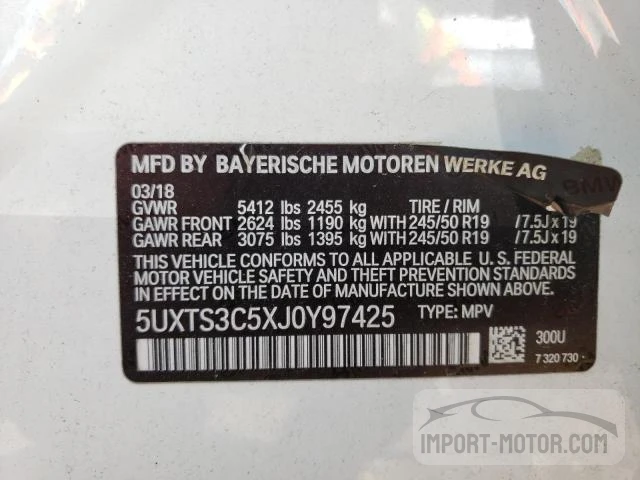 MFD BY BAYERISCHE MOTOREN WERKE AG
BMW
03/18
GVWR 5412 lbs 2455 kg TIRE / RIM
GAWR FRONT 2624 lbs 1190 kg WITH 245/50 R19 /7.5J x 19
GAWR REAR 3075 lbs 1395 kg WITH 245/50 R19 /7.5J x 19
THIS VEHICLE CONFORMS TO ALL APPLICABLE U. S. FEDERAL
MOTOR VEHICLE SAFETY AND THEFT PREVENTION STANDARDS
IN EFFECT ON THE DATE OF MANUFACTURE SHOWN ABOVE.
5UXTS3C5XJ0Y97425 TYPE: MPV
300U
7 320 730
IMPORT-MOTOR.COM